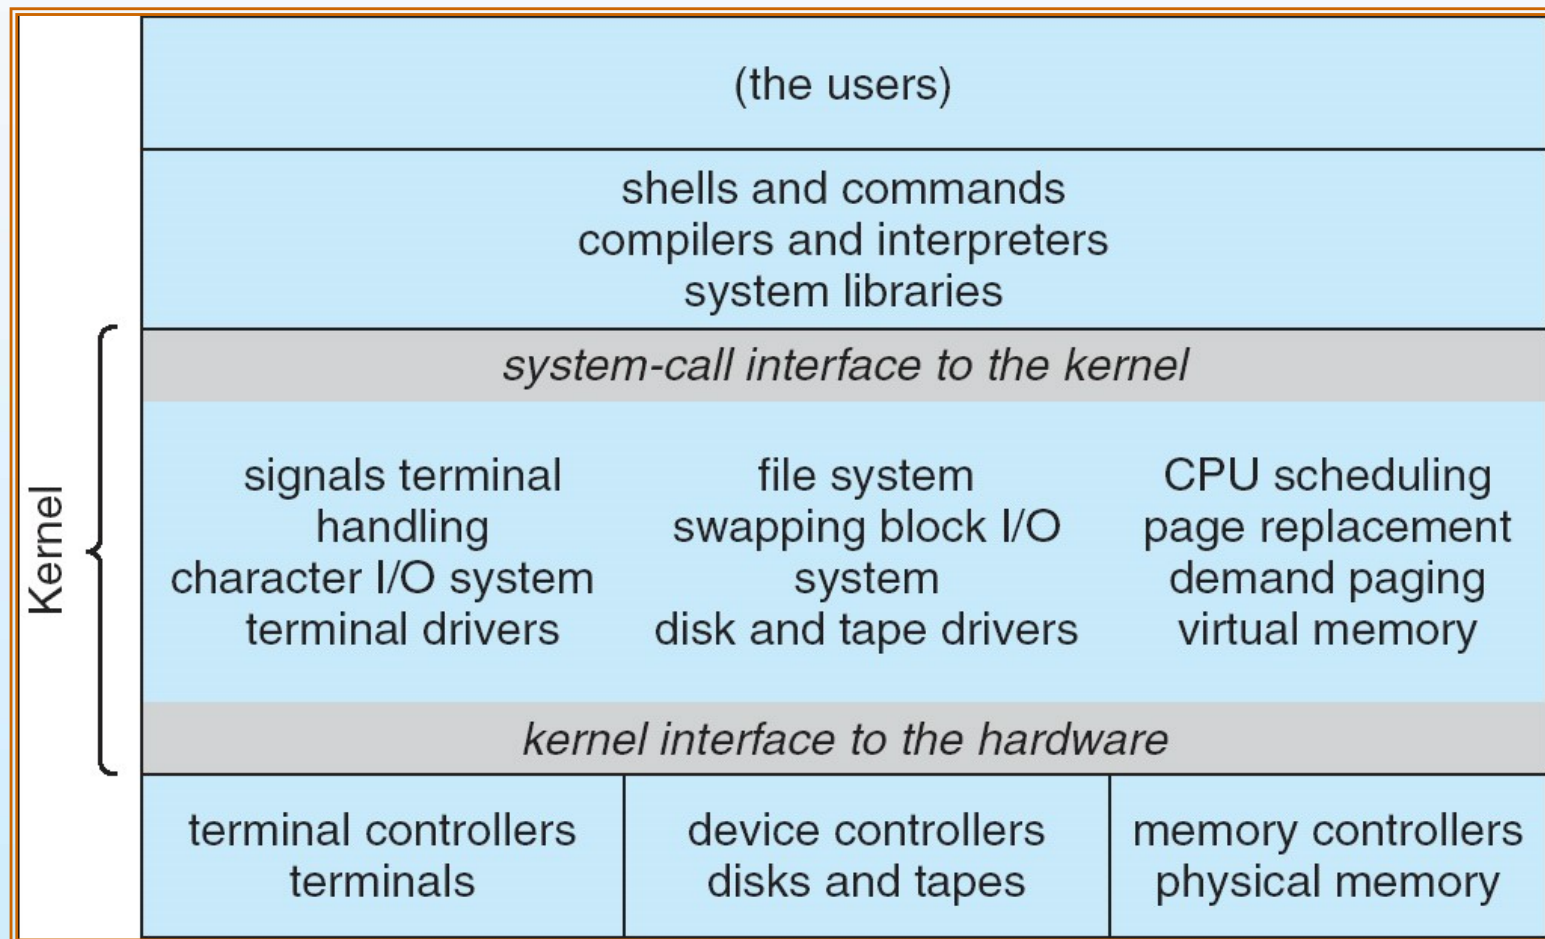 (the users)
shells and commands
compilers and interpreters
system libraries
Kernel
system-call interface to the kernel
signals terminal
handling
character I/O system
terminal drivers
file system
swapping block I/O
system
disk and tape drivers
CPU scheduling
page replacement
demand paging
virtual memory
kernel interface to the hardware
terminal controllers
terminals
device controllers
disks and tapes
memory controllers
physical memory